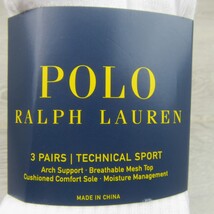 POLO
RALPH LAUREN
3 PAIRS | TECHNICAL SPORT
Arch Support · Breathable Mesh Top
Cushioned Comfort Sole · Moisture Management
MADE IN CHINA